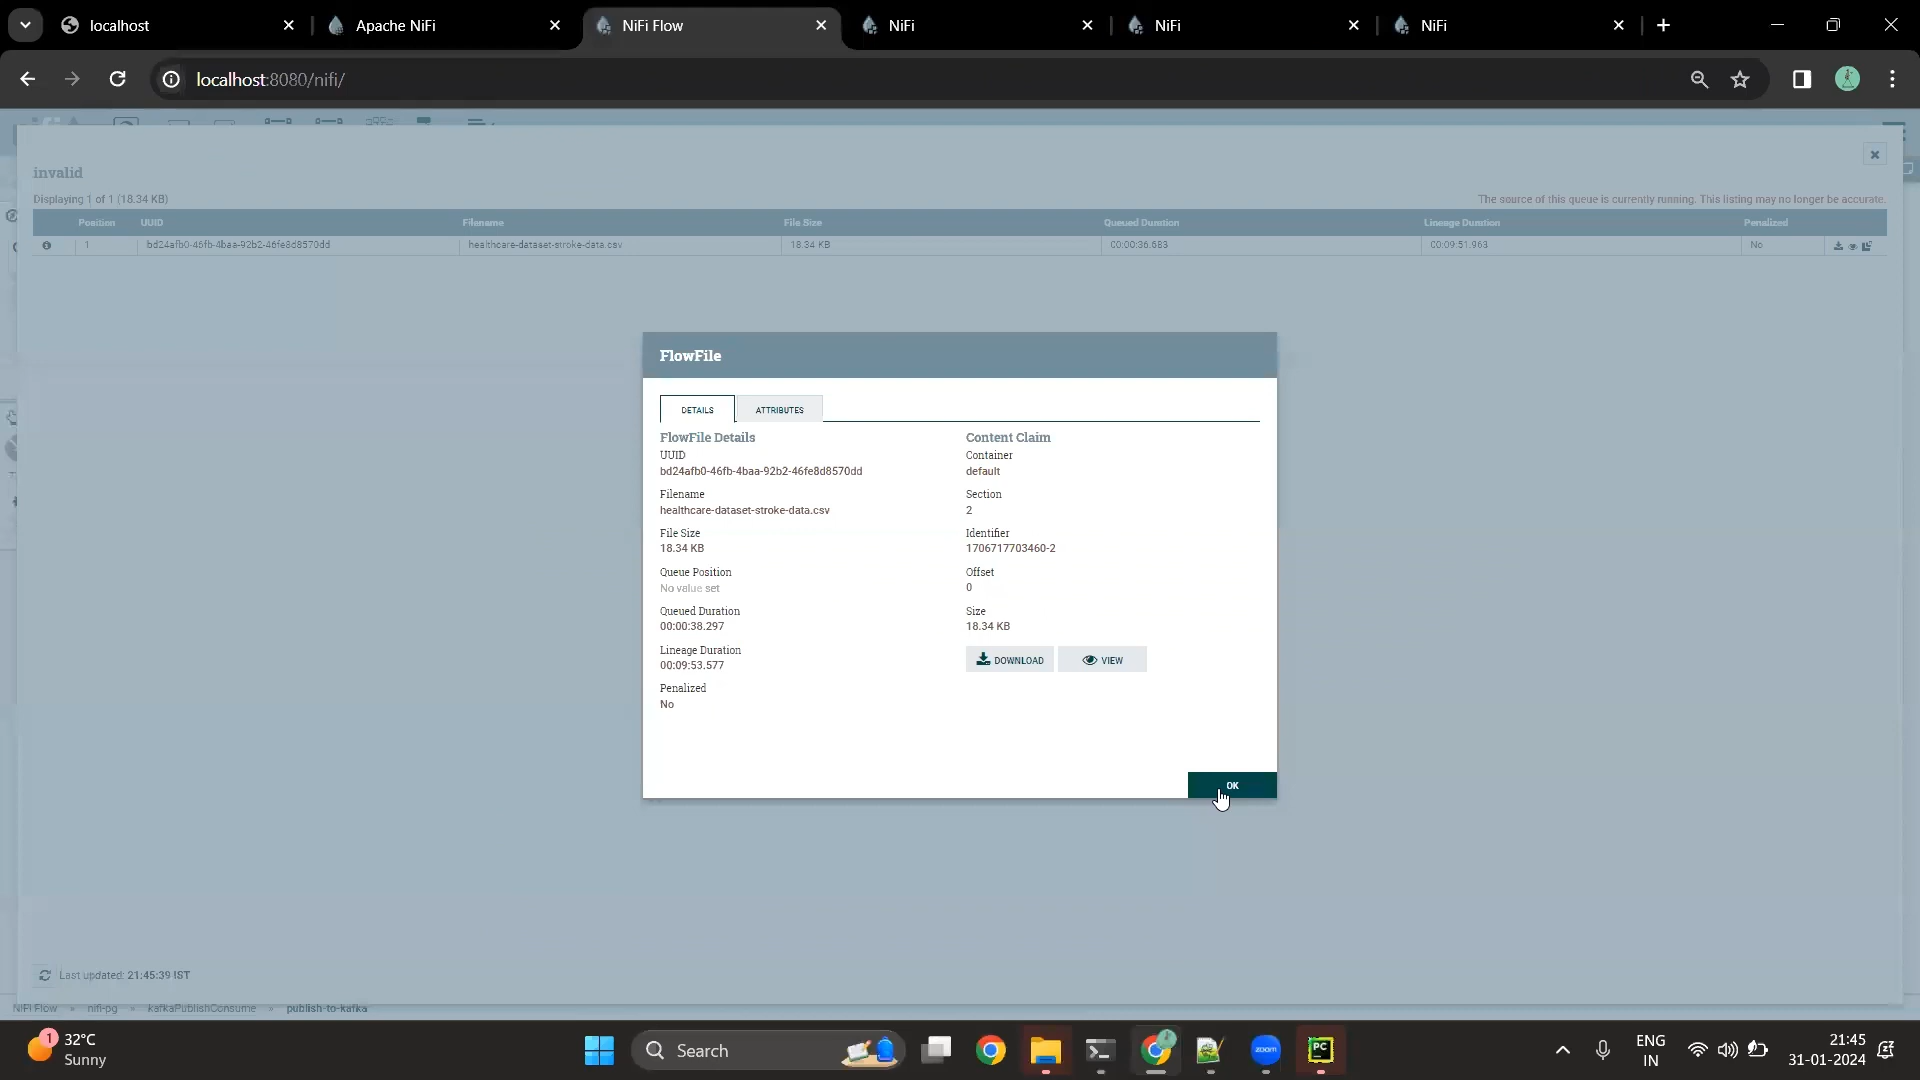 localhost
Apache NiFi
NiFi Flow
NiFi
NiFi
NiFi
localhost:8080/nifi/
invalid
Displaying 1 of 1 (18.34 KB)
The source of this queue is currently running. This listing may no longer be accurate.
Position UUID Filename File Size Queued Duration Lineage Duration Penalized
1 bd24afb0-46fb-4baa-92b2-46fe8d8570dd healthcare-dataset-stroke-data.csv 18.34 KB 00:00:36.683 00:09:51.963 No
FlowFile
DETAILS
ATTRIBUTES
FlowFile Details
UUID
bd24afb0-46fb-4baa-92b2-46fe8d8570dd
Filename
healthcare-dataset-stroke-data.csv
File Size
18.34 KB
Queue Position
No value set
Queued Duration
00:00:38.297
Lineage Duration
00:09:53.577
Penalized
No
Content Claim
Container
default
Section
2
Identifier
1706717703460-2
Offset
0
Size
18.34 KB
DOWNLOAD
VIEW
OK
Last updated: 21:45:39 IST
NiFi Flow » nifi-pg » kafkaPublishConsume » publish-to-kafka
1
32°C
Sunny
Search
zoom
PC
ENG
IN
21:45
31-01-2024